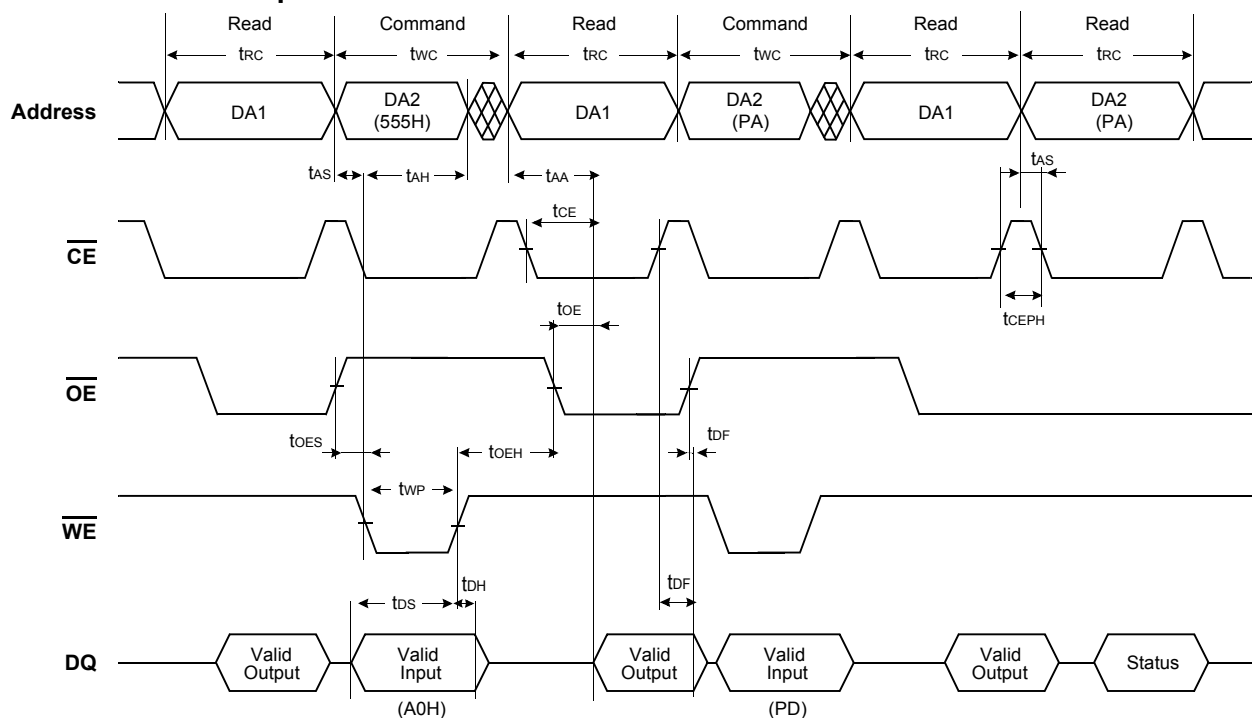 Read Command Read Command Read Read
tRC tWC tRC tWC tRC tRC
Address DA1 DA2 DA1 DA2 DA1 DA2
(555H) (PA) (PA)
tAS tAH tAA tAS
tCE
CE
tOE tCEPH
OE
tOES tOEH tDF
tWP
WE
tDS tDH tDF
DQ Valid Valid Valid Valid Valid Status
Output Input Output Input Output
(A0H) (PD)